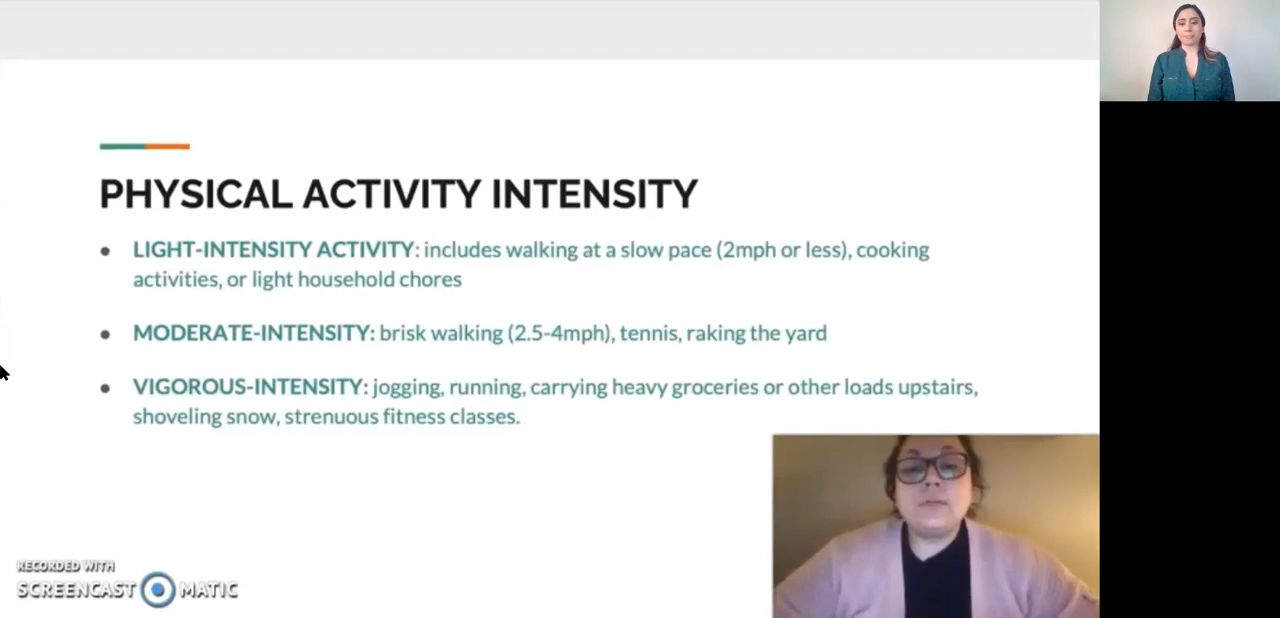 PHYSICAL ACTIVITY INTENSITY
● LIGHT-INTENSITY ACTIVITY: includes walking at a slow pace (2mph or less), cooking
activities, or light household chores
● MODERATE-INTENSITY: brisk walking (2.5-4mph), tennis, raking the yard
● VIGOROUS-INTENSITY: jogging, running, carrying heavy groceries or other loads upstairs,
shoveling snow, strenuous fitness classes.
RECORDED WITH
SCREENCAST MATIC